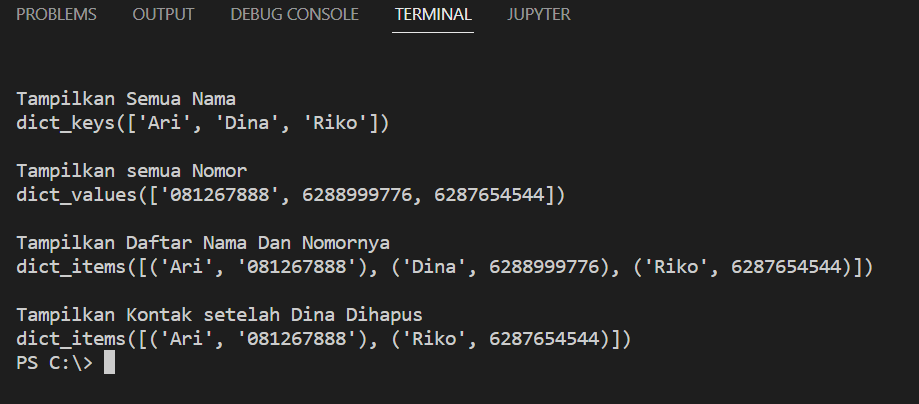 PROBLEMS OUTPUT DEBUG CONSOLE TERMINAL JUPYTER
Tampilkan Semua Nama
dict_keys(['Ari', 'Dina', 'Riko'])
Tampilkan semua Nomor
dict_values(['081267888', 6288999776, 6287654544])
Tampilkan Daftar Nama Dan Nomornya
dict_items([('Ari', '081267888'), ('Dina', 6288999776), ('Riko', 6287654544)])
Tampilkan Kontak setelah Dina Dihapus
dict_items([('Ari', '081267888'), ('Riko', 6287654544)])
PS C:\>